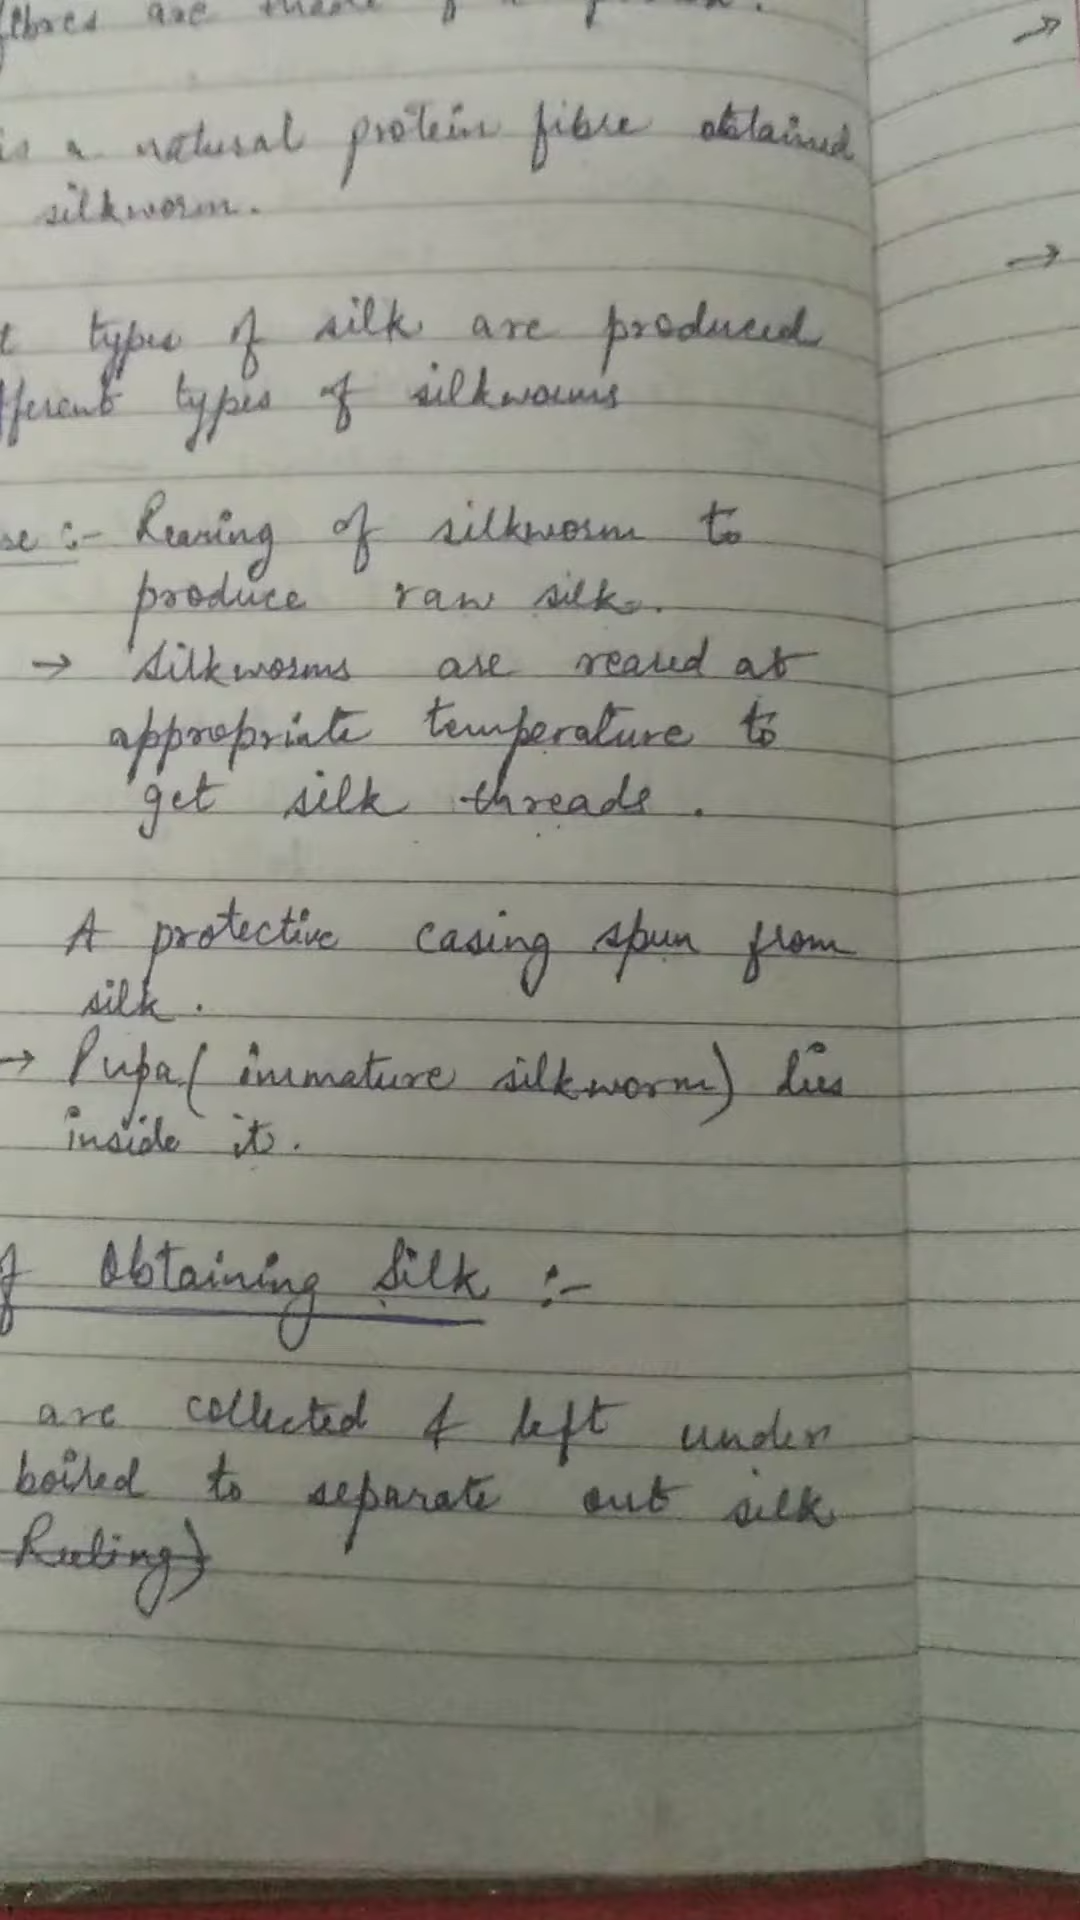 fibres are
is a natural protein fibre obtained
silkworm.
types of silk are produced
fferent types of silkworms
se :- Rearing of silkworm to
produce raw silk.
→ Silkworms are reared at
appropriate temperature to
get silk threads.
A protective casing spun from
silk.
→ Pupa (immature silkworm) lies
inside it.
f Obtaining Silk :-
are collected & left under
boiled to separate out silk
Reeling)